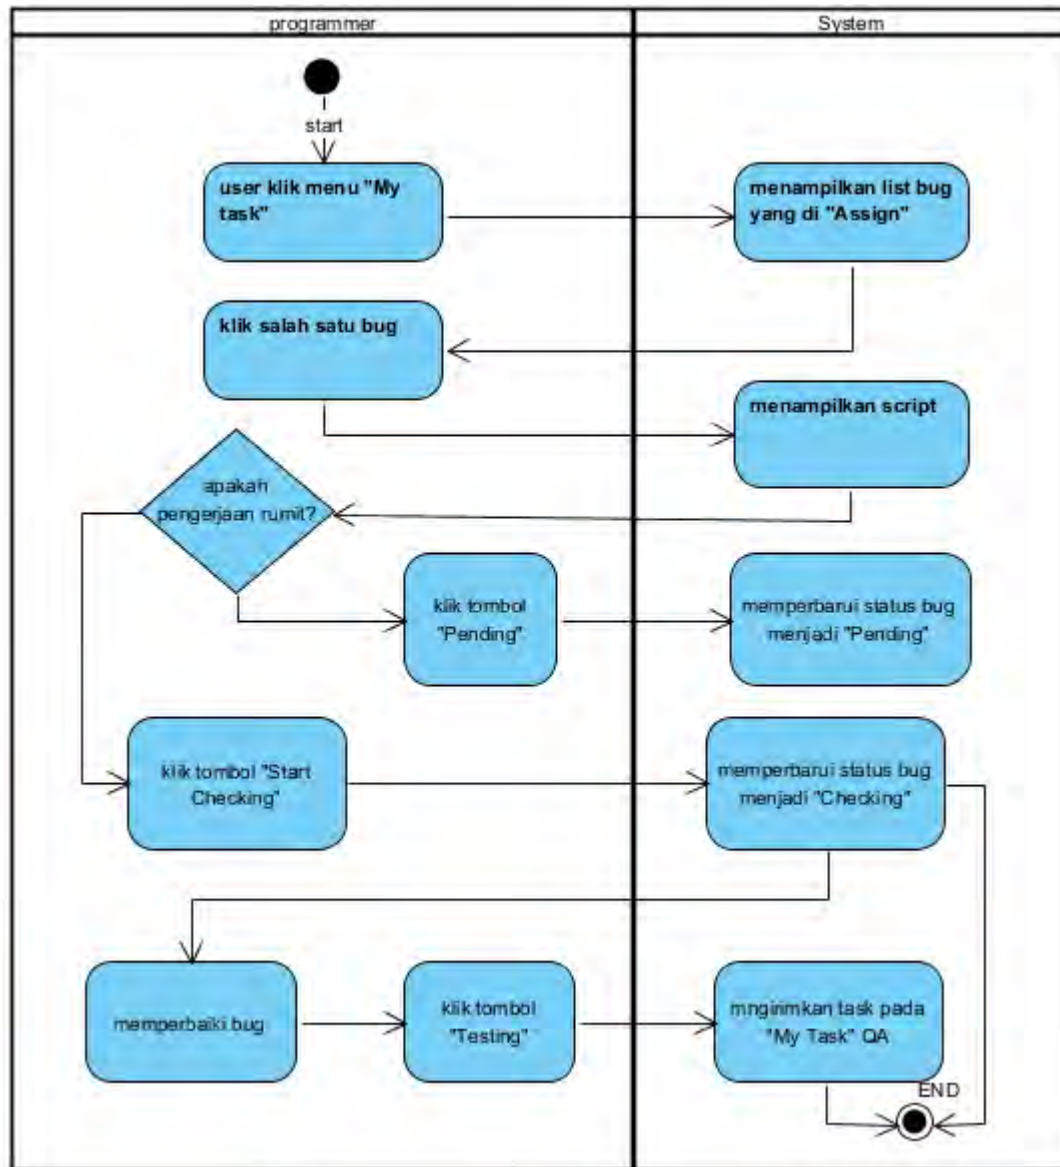 programmer
System
start
user klik menu "My
task"
menampilkan list bug
yang di "Assign"
klik salah satu bug
menampilkan script
apakah
pengerjaan rumit?
klik tombol
"Pending"
memperbarui status bug
menjadi "Pending"
klik tombol "Start
Checking"
memperbarui status bug
menjadi "Checking"
memperbaiki bug
klik tombol
"Testing"
mngirimkan task pada
"My Task" QA
END